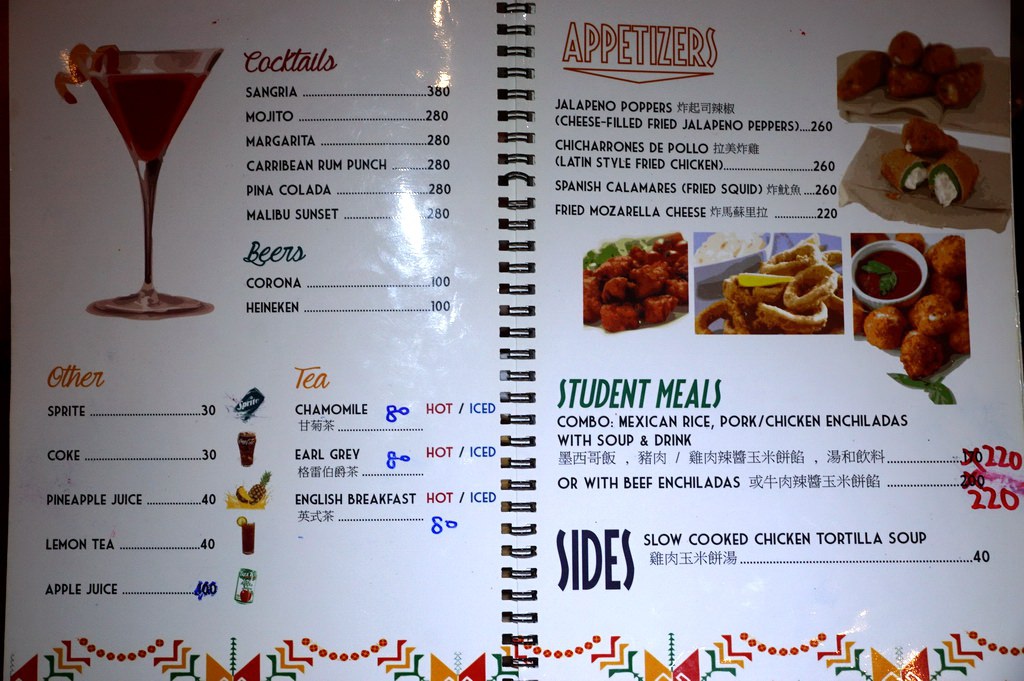 Cocktails
SANGRIA 380
MOJITO 280
MARGARITA 280
CARRIBEAN RUM PUNCH 280
PINA COLADA 280
MALIBU SUNSET 280
Beers
CORONA 100
HEINEKEN 100
Other
SPRITE 30
Sprite
COKE 30
PINEAPPLE JUICE 40
LEMON TEA 40
APPLE JUICE
Tea
CHAMOMILE 80 HOT / ICED
甘菊茶
EARL GREY 80 HOT / ICED
格雷伯爵茶
ENGLISH BREAKFAST HOT / ICED
英式茶 80
APPETIZERS
JALAPENO POPPERS 炸起司辣椒
(CHEESE-FILLED FRIED JALAPENO PEPPERS)....260
CHICHARRONES DE POLLO 拉美炸雞
(LATIN STYLE FRIED CHICKEN) 260
SPANISH CALAMARES (FRIED SQUID) 炸魷魚 ...260
FRIED MOZARELLA CHEESE 炸馬蘇里拉 220
STUDENT MEALS
COMBO: MEXICAN RICE, PORK/CHICKEN ENCHILADAS
WITH SOUP & DRINK
墨西哥飯 , 豬肉 / 雞肉辣醬玉米餅餡 , 湯和飲料 220
OR WITH BEEF ENCHILADAS 或牛肉辣醬玉米餅餡 200
220
SIDES
SLOW COOKED CHICKEN TORTILLA SOUP
雞肉玉米餅湯 40